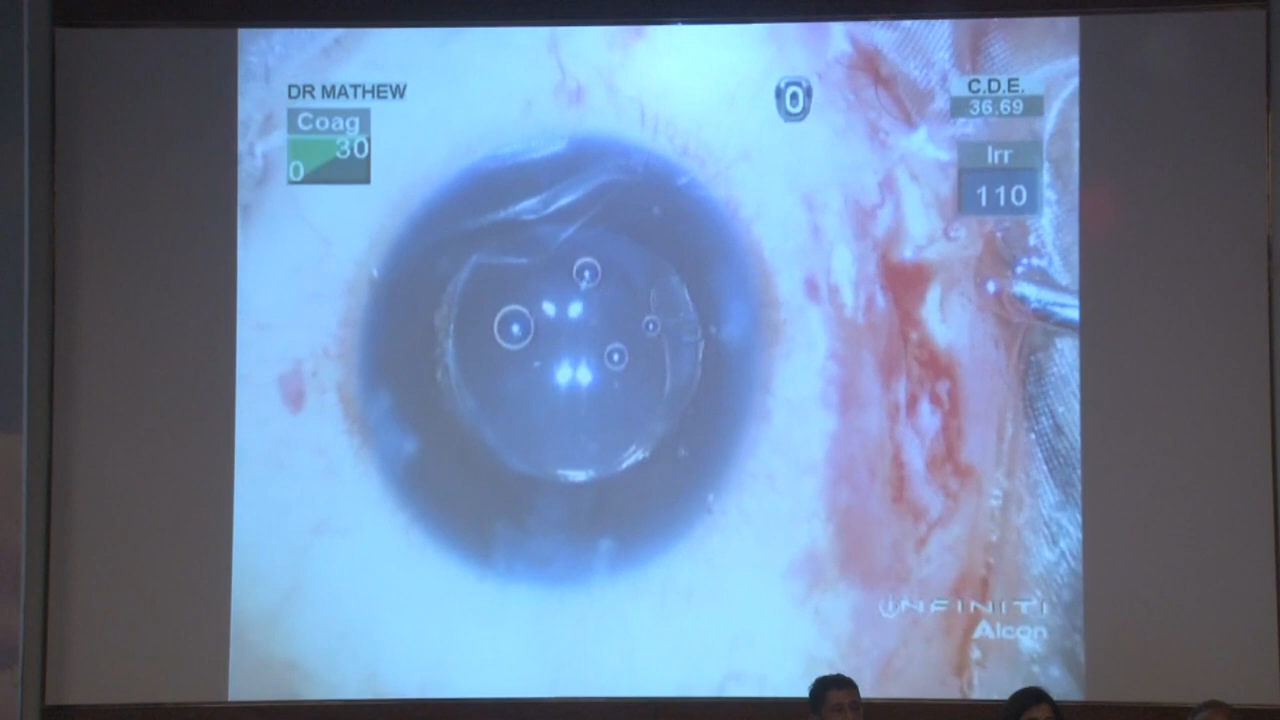 DR MATHEW
Coag
30
0
0
C.D.E.
36.69
Irr
110
INFINITI
Alcon